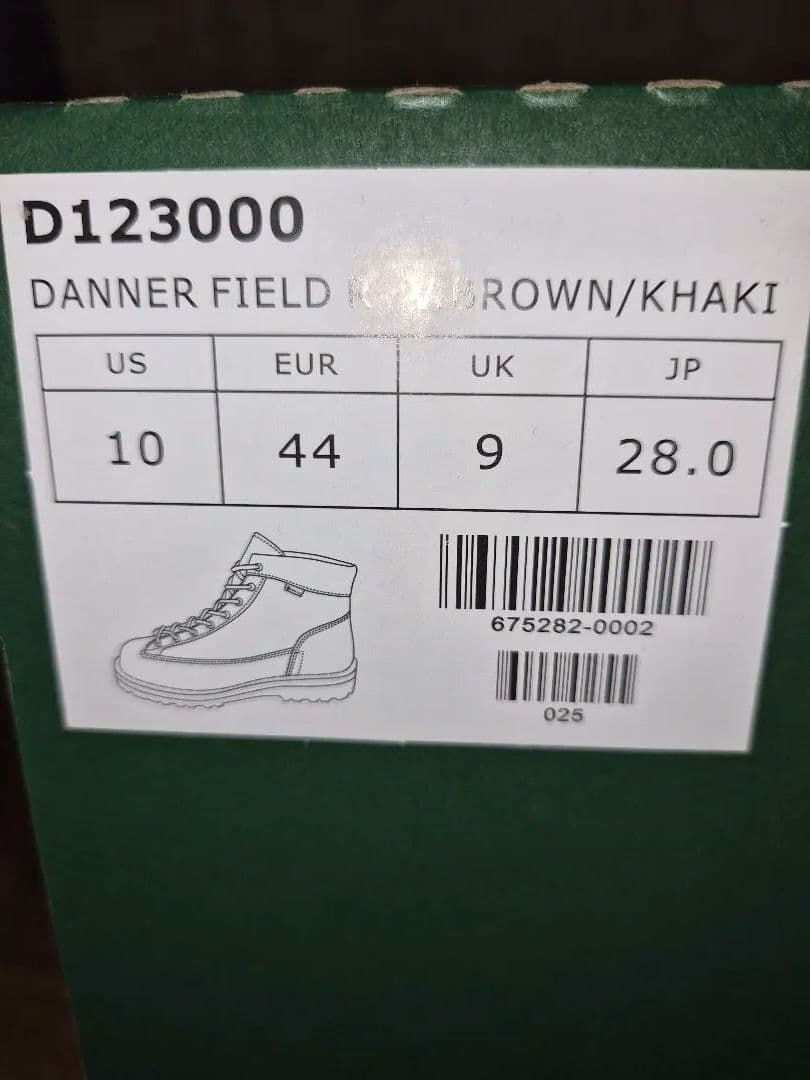 D123000
DANNER FIELD BROWN/KHAKI
US EUR UK JP
10 44 9 28.0
675282-0002
025